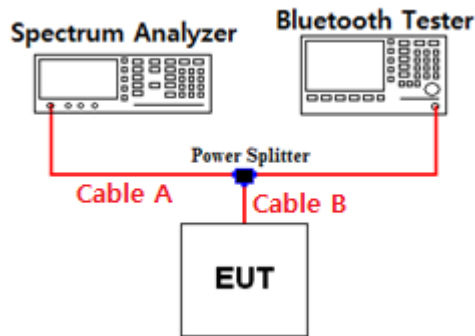 Bluetooth Tester
Spectrum Analyzer
Power Splitter
Cable A
Cable B
EUT